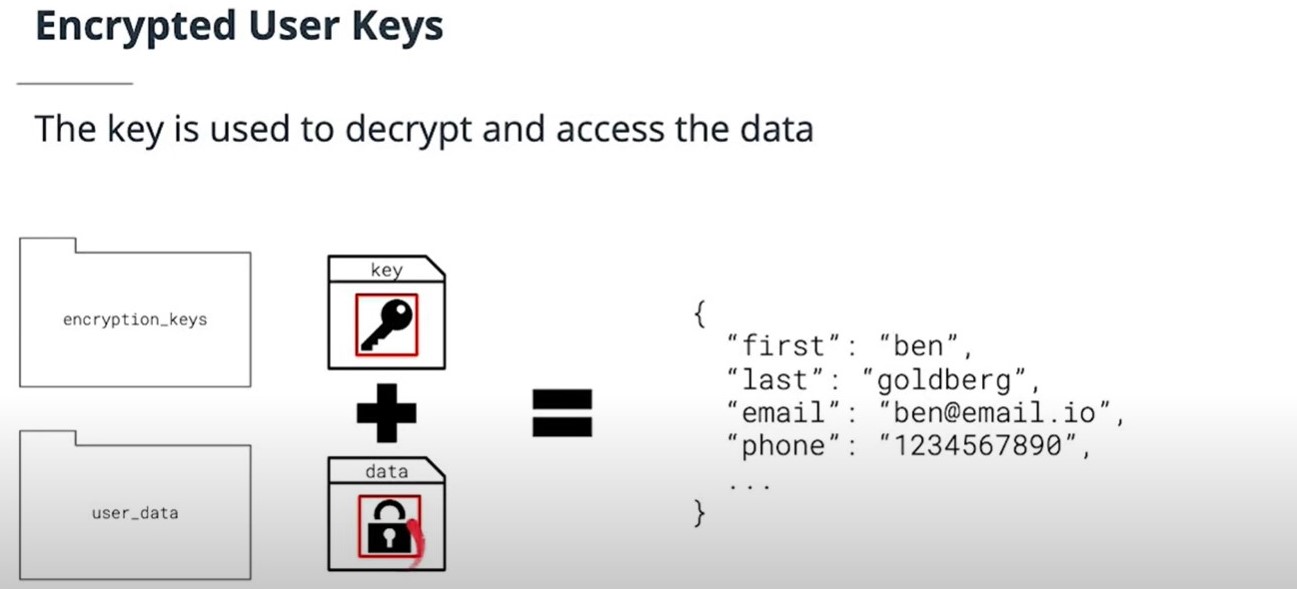 Encrypted User Keys
The key is used to decrypt and access the data
encryption_keys
key
user_data
data
{
“first”: “ben”,
“last”: “goldberg”,
“email”: “ben@email.io”,
“phone”: “1234567890”,
...
}